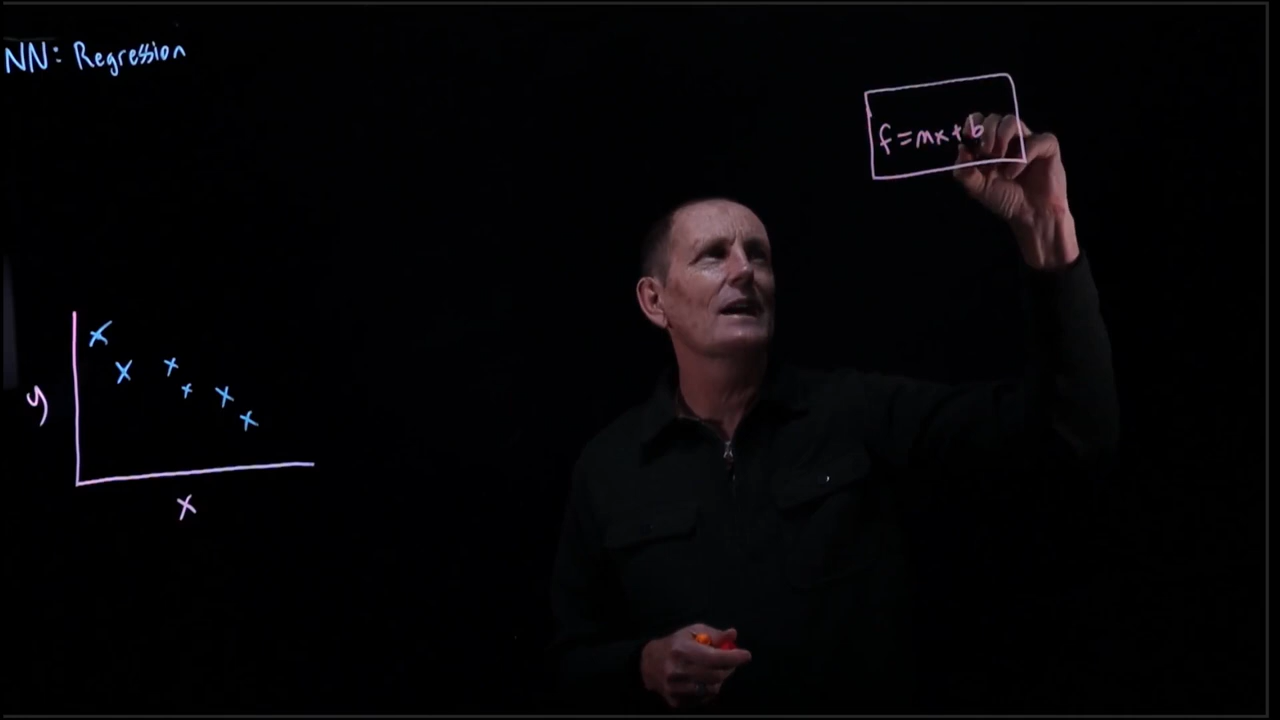 NN: Regression
f = mx + b
y
x